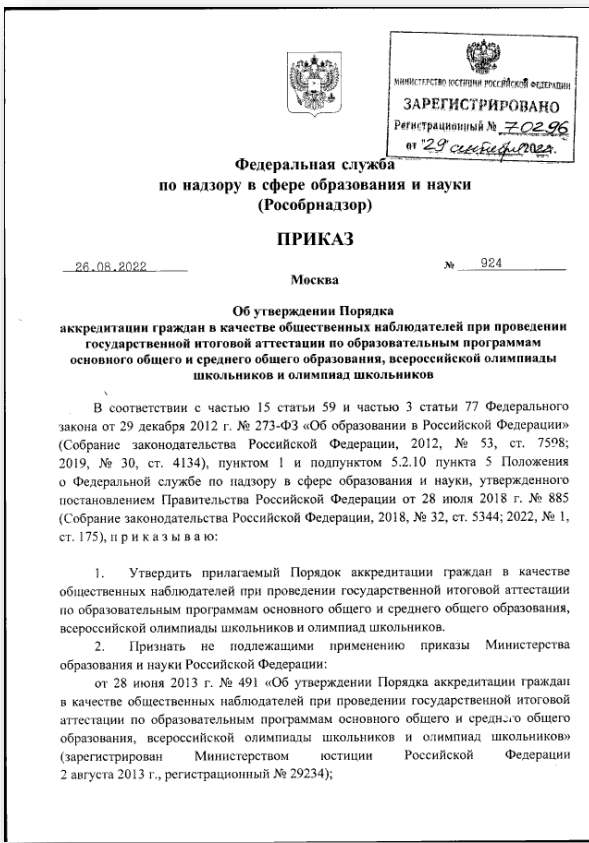 МИНИСТЕРСТВО ЮСТИЦИИ РОССИЙСКОЙ ФЕДЕРАЦИИ
ЗАРЕГИСТРИРОВАНО
Регистрационный № 70296
от "29" сентября 2022г.
Федеральная служба
по надзору в сфере образования и науки
(Рособрнадзор)
ПРИКАЗ
26.08.2022 № 924
Москва
Об утверждении Порядка
аккредитации граждан в качестве общественных наблюдателей при проведении
государственной итоговой аттестации по образовательным программам
основного общего и среднего общего образования, всероссийской олимпиады
школьников и олимпиад школьников
В соответствии с частью 15 статьи 59 и частью 3 статьи 77 Федерального
закона от 29 декабря 2012 г. № 273-ФЗ «Об образовании в Российской Федерации»
(Собрание законодательства Российской Федерации, 2012, № 53, ст. 7598;
2019, № 30, ст. 4134), пунктом 1 и подпунктом 5.2.10 пункта 5 Положения
о Федеральной службе по надзору в сфере образования и науки, утвержденного
постановлением Правительства Российской Федерации от 28 июля 2018 г. № 885
(Собрание законодательства Российской Федерации, 2018, № 32, ст. 5344; 2022, № 1,
ст. 175), п р и к а з ы в а ю:
1. Утвердить прилагаемый Порядок аккредитации граждан в качестве
общественных наблюдателей при проведении государственной итоговой аттестации
по образовательным программам основного общего и среднего общего образования,
всероссийской олимпиады школьников и олимпиад школьников.
2. Признать не подлежащими применению приказы Министерства
образования и науки Российской Федерации:
от 28 июня 2013 г. № 491 «Об утверждении Порядка аккредитации граждан
в качестве общественных наблюдателей при проведении государственной итоговой
аттестации по образовательным программам основного общего и среднего общего
образования, всероссийской олимпиады школьников и олимпиад школьников»
(зарегистрирован Министерством юстиции Российской Федерации
2 августа 2013 г., регистрационный № 29234);